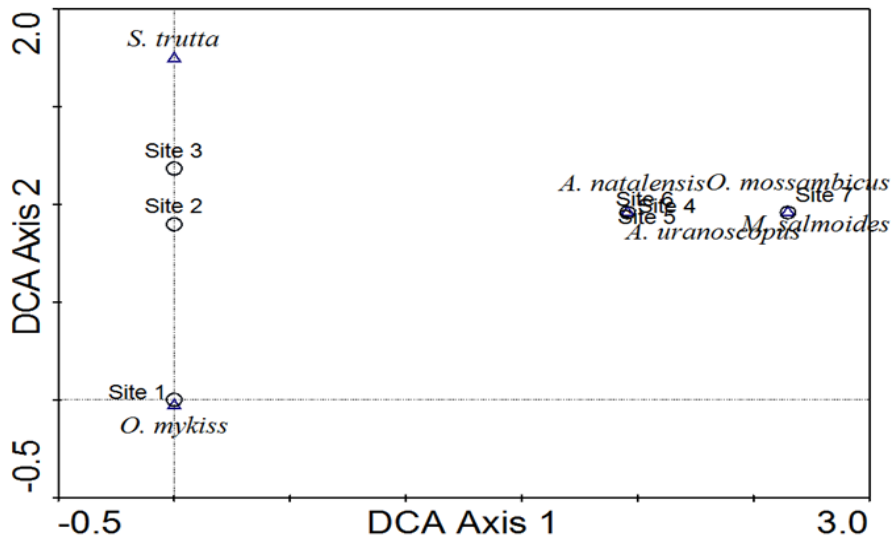 2.0
S. trutta
Site 3
A. natalensis
O. mossambicus
Site 6
Site 7
Site 2
Site 4
Site 5
M. salmoides
A. uranoscopus
DCA Axis 2
Site 1
O. mykiss
-0.5
-0.5
DCA Axis 1
3.0